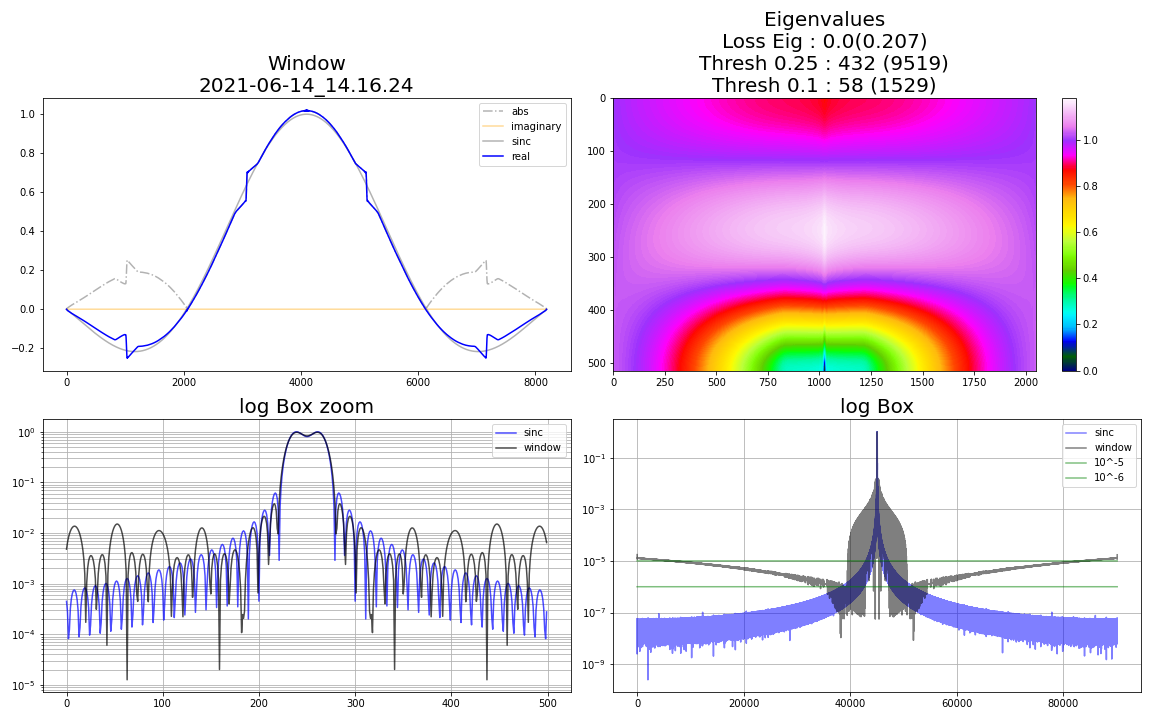 Window
2021-06-14_14.16.24
1.0
0.8
0.6
0.4
0.2
0.0
−0.2
0 2000 4000 6000 8000
abs
imaginary
sinc
real
Eigenvalues
Loss Eig : 0.0(0.207)
Thresh 0.25 : 432 (9519)
Thresh 0.1 : 58 (1529)
0
100
200
300
400
500
0 250 500 750 1000 1250 1500 1750 2000
1.0
0.8
0.6
0.4
0.2
0.0
log Box zoom
10⁰
10⁻¹
10⁻²
10⁻³
10⁻⁴
10⁻⁵
0 100 200 300 400 500
sinc
window
log Box
10⁻¹
10⁻³
10⁻⁵
10⁻⁷
10⁻⁹
0 20000 40000 60000 80000
sinc
window
10^-5
10^-6